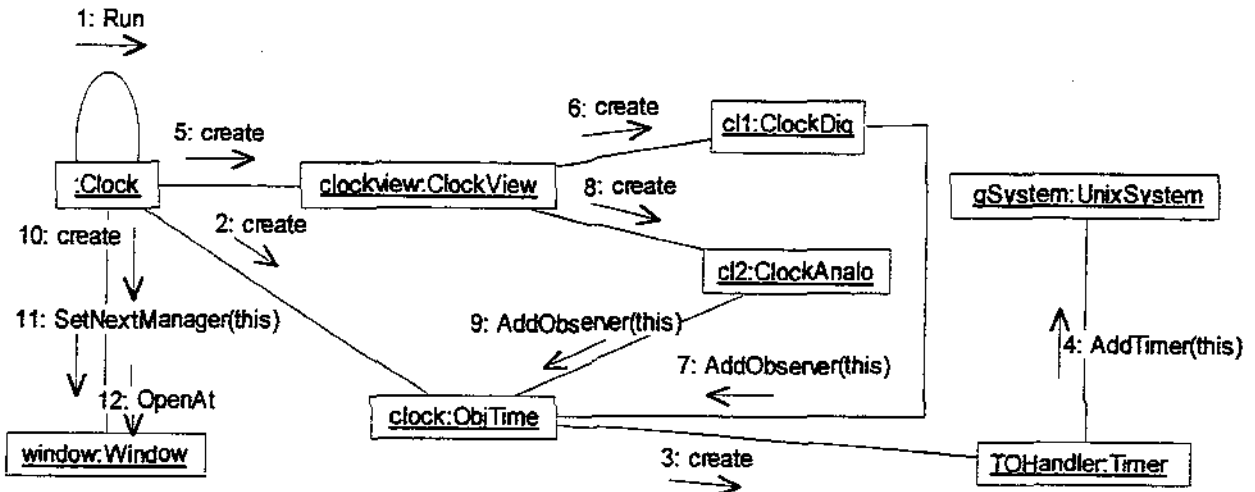 1: Run
6: create
cl1:ClockDig
5: create
:Clock
clockview:ClockView
8: create
gSystem:UnixSystem
10: create
2: create
cl2:ClockAnalo
11: SetNextManager(this)
9: AddObserver(this)
4: AddTimer(this)
7: AddObserver(this)
12: OpenAt
clock:ObjTime
window:Window
3: create
TOHandler:Timer